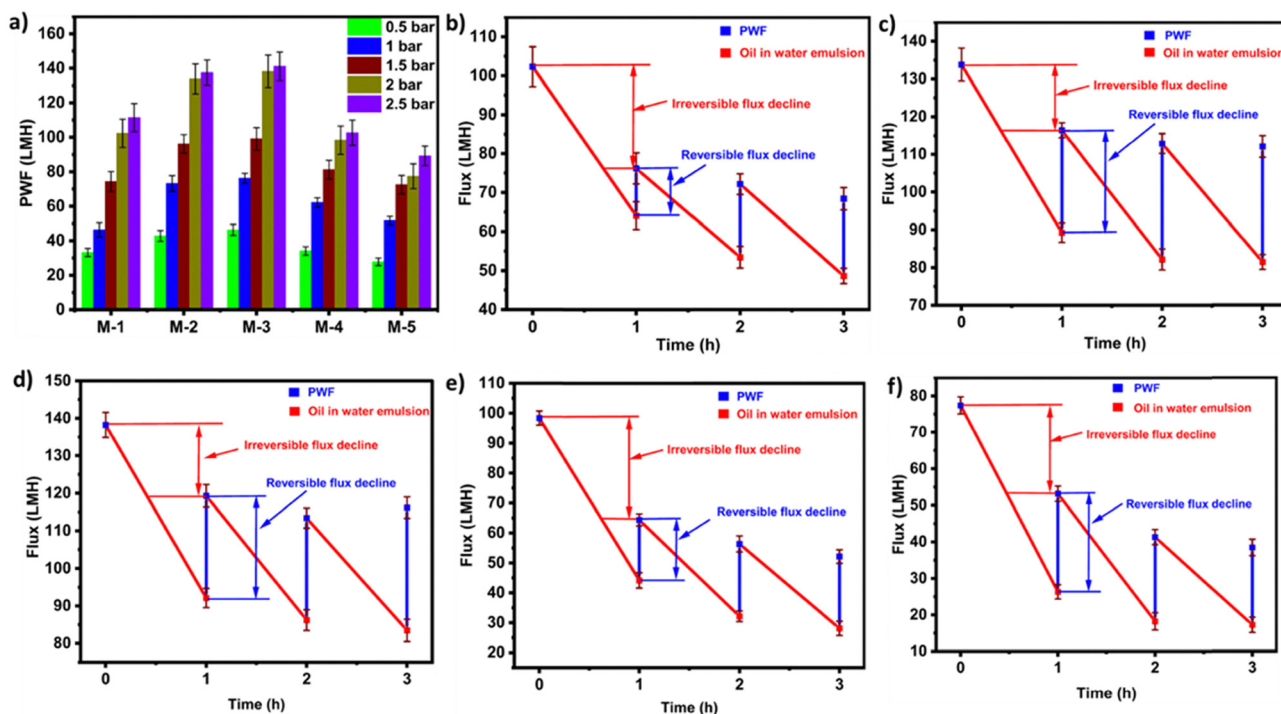 a)
0.5 bar
1 bar
1.5 bar
2 bar
2.5 bar
160
140
120
100
80
60
40
20
0
PWF (LMH)
M-1 M-2 M-3 M-4 M-5
b)
PWF
Oil in water emulsion
Irreversible flux decline
Reversible flux decline
110
100
90
80
70
60
50
40
Flux (LMH)
0 1 2 3
Time (h)
c)
PWF
Oil in water emulsion
Irreversible flux decline
Reversible flux decline
140
130
120
110
100
90
80
70
Flux (LMH)
0 1 2 3
Time (h)
d)
PWF
Oil in water emulsion
Irreversible flux decline
Reversible flux decline
150
140
130
120
110
100
90
80
Flux (LMH)
0 1 2 3
Time (h)
e)
PWF
Oil in water emulsion
Irreversible flux decline
Reversible flux decline
110
100
90
80
70
60
50
40
30
20
Flux (LMH)
0 1 2 3
Time (h)
f)
PWF
Oil in water emulsion
Irreversible flux decline
Reversible flux decline
80
70
60
50
40
30
20
10
Flux (LMH)
0 1 2 3
Time (h)